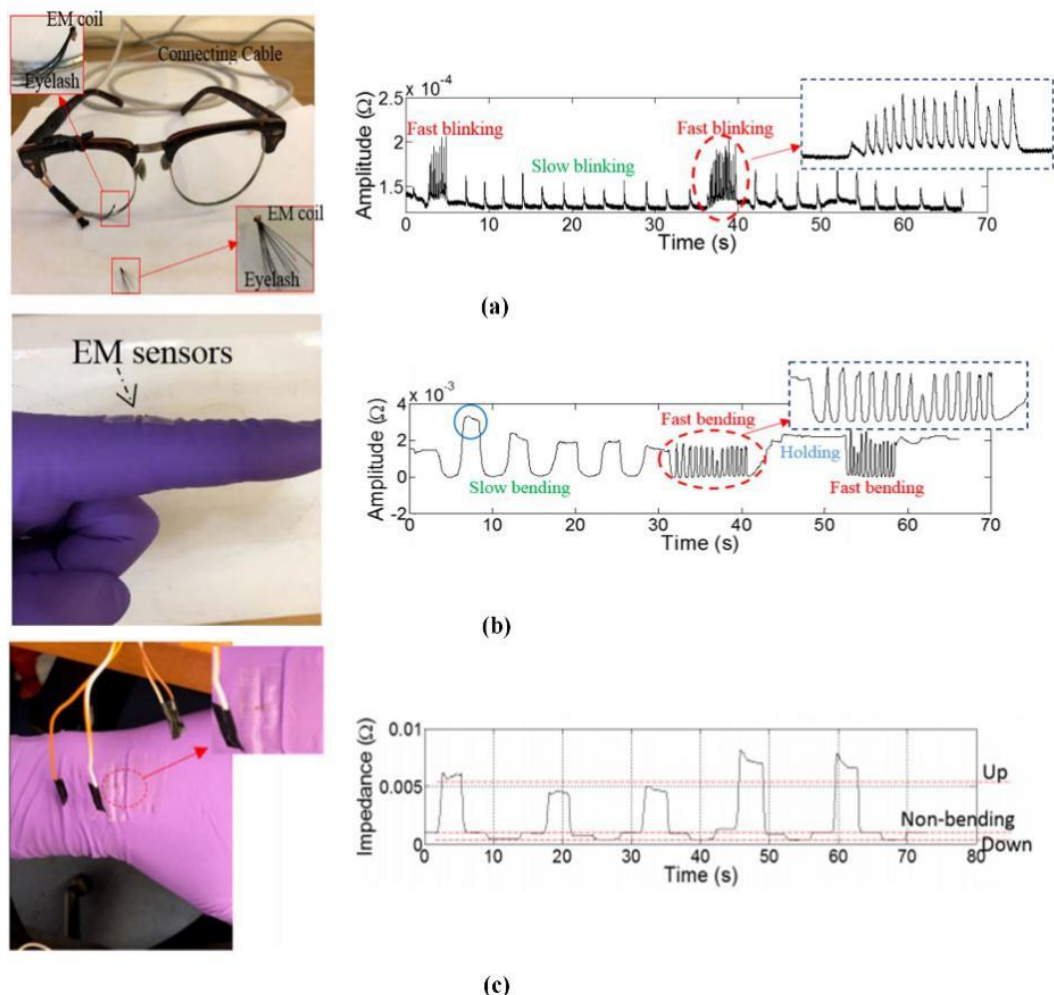 EM coil
Eyelash
Connecting Cable
EM coil
Eyelash
x 10⁻⁴
2.5
2
1.5
Amplitude (Ω)
Fast blinking
Slow blinking
Fast blinking
0 10 20 30 40 50 60 70
Time (s)
(a)
EM sensors
x 10⁻³
4
2
0
-2
Amplitude (Ω)
Slow bending
Fast bending
Holding
Fast bending
0 10 20 30 40 50 60 70
Time (s)
(b)
0.01
0.005
0
Impedance (Ω)
Up
Non-bending
Down
0 10 20 30 40 50 60 70 80
Time (s)
(c)